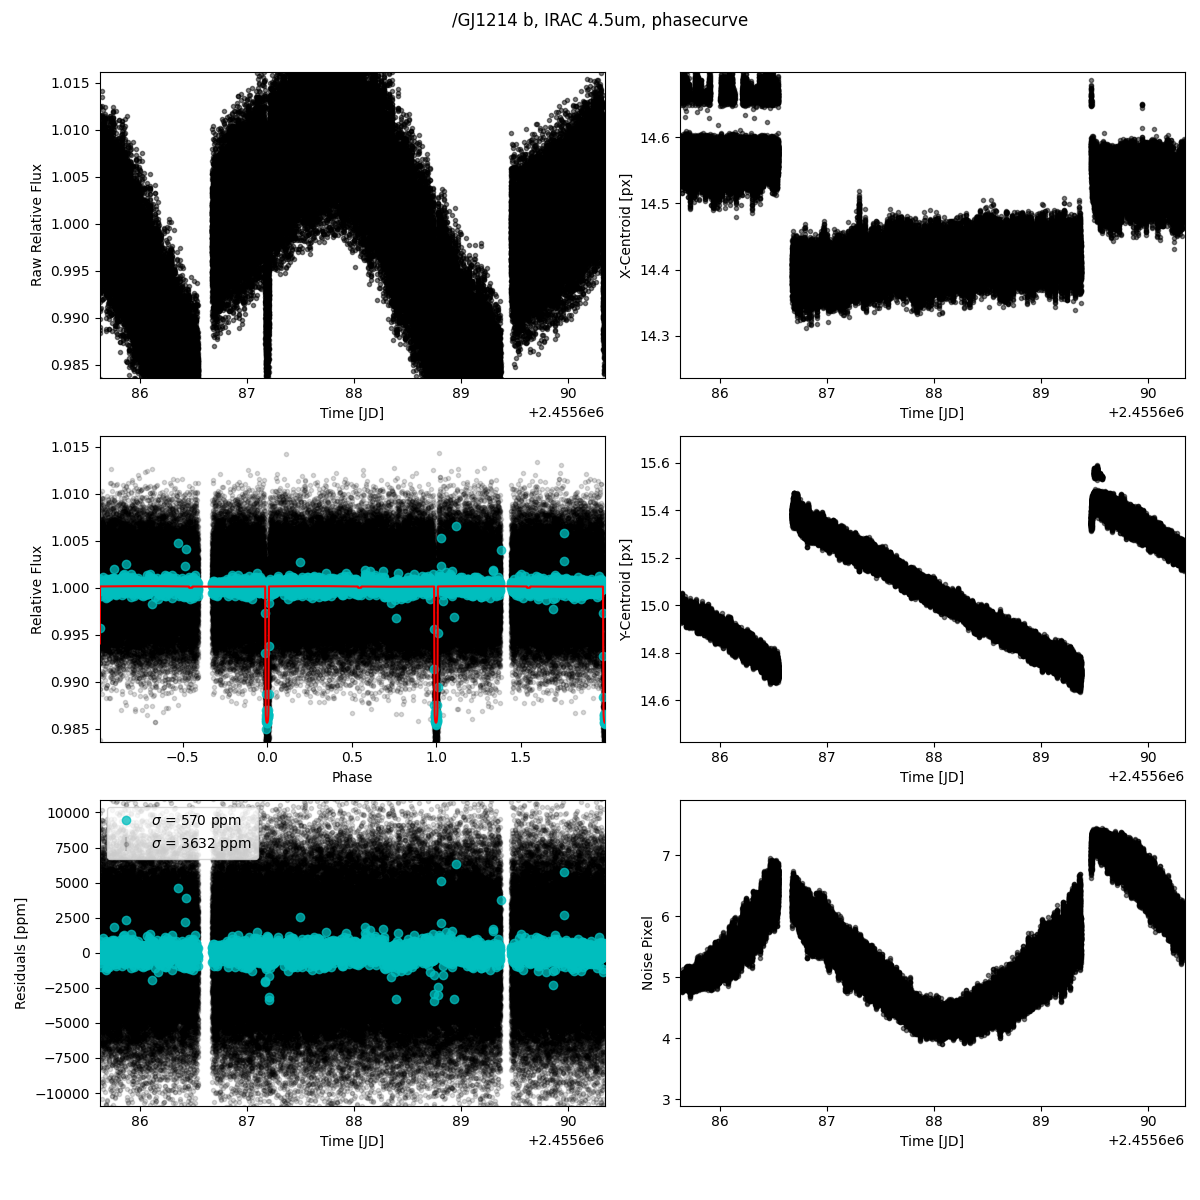 /GJ1214 b, IRAC 4.5um, phasecurve
1.015
1.010
1.005
1.000
0.995
0.990
0.985
Raw Relative Flux
86 87 88 89 90
Time [JD]
+2.4556e6
14.6
14.5
14.4
14.3
X-Centroid [px]
86 87 88 89 90
Time [JD]
+2.4556e6
1.015
1.010
1.005
1.000
0.995
0.990
0.985
Relative Flux
−0.5 0.0 0.5 1.0 1.5
Phase
15.6
15.4
15.2
15.0
14.8
14.6
Y-Centroid [px]
86 87 88 89 90
Time [JD]
+2.4556e6
10000
7500
5000
2500
0
−2500
−5000
−7500
−10000
Residuals [ppm]
σ = 570 ppm
σ = 3632 ppm
86 87 88 89 90
Time [JD]
+2.4556e6
7
6
5
4
3
Noise Pixel
86 87 88 89 90
Time [JD]
+2.4556e6